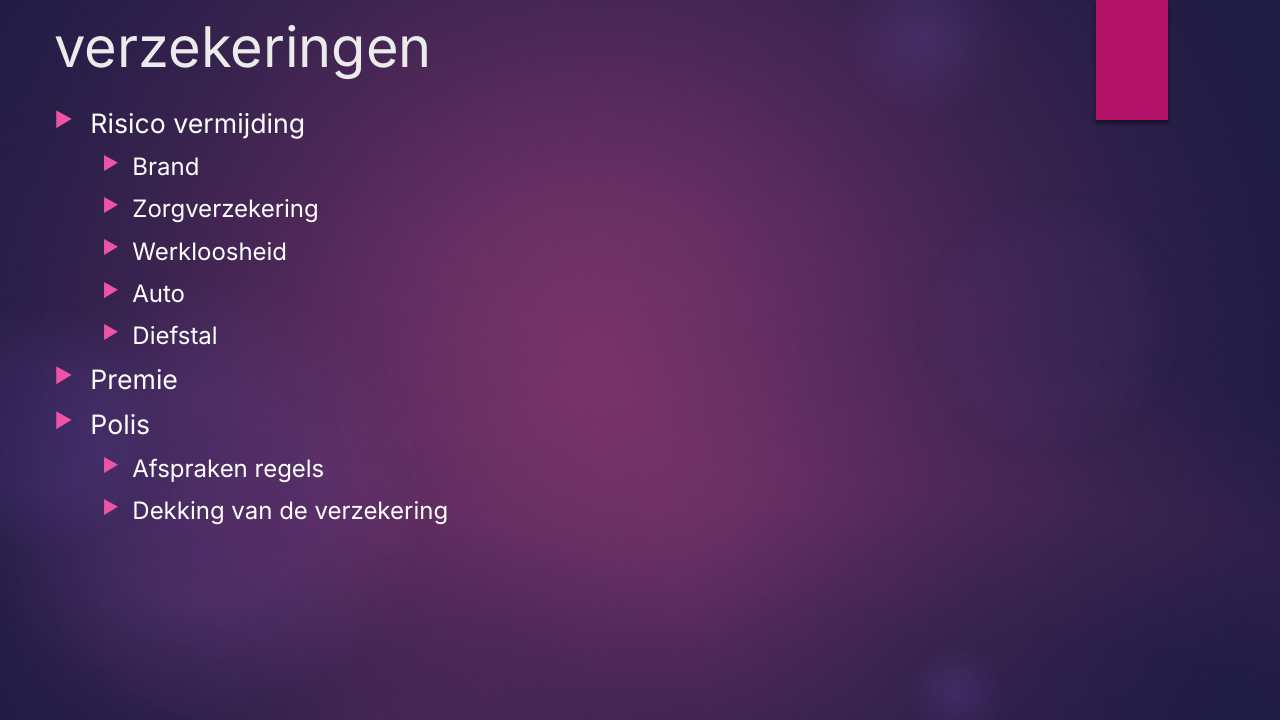 verzekeringen
Risico vermijding
Brand
Zorgverzekering
Werkloosheid
Auto
Diefstal
Premie
Polis
Afspraken regels
Dekking van de verzekering